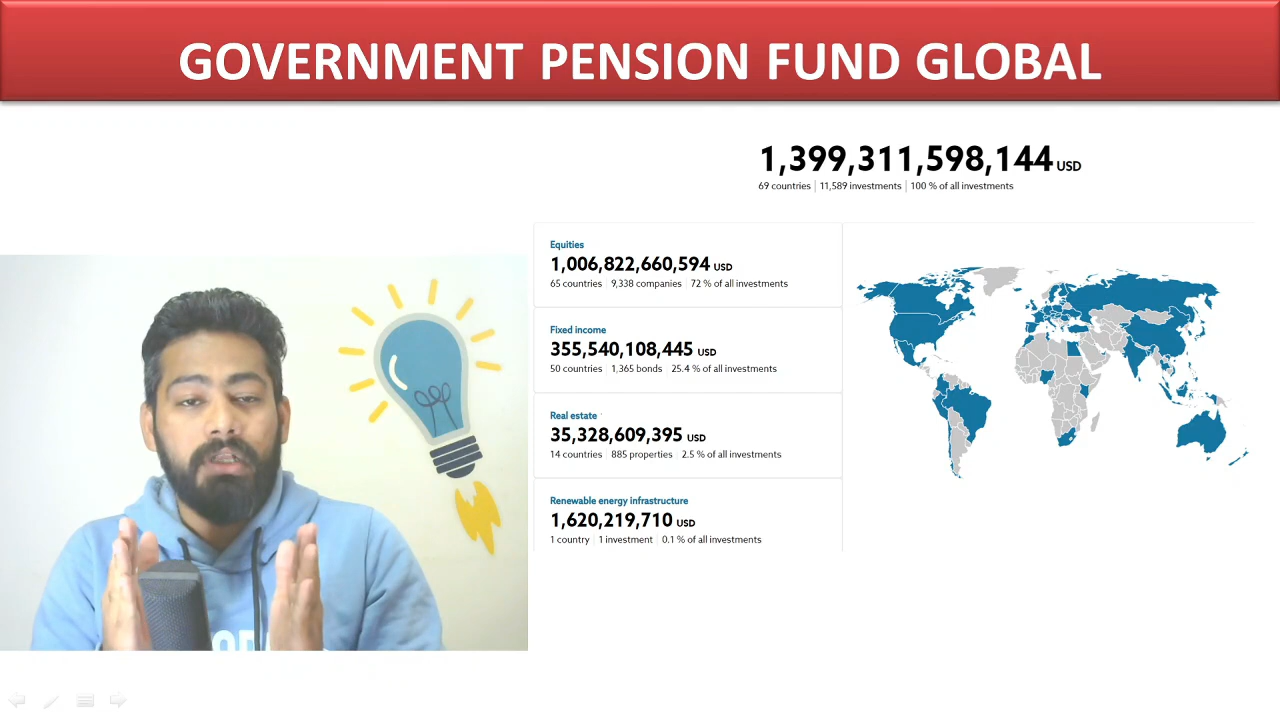 GOVERNMENT PENSION FUND GLOBAL
1,399,311,598,144 USD
69 countries | 11,589 investments | 100 % of all investments
Equities
1,006,822,660,594 USD
65 countries | 9,338 companies | 72 % of all investments
Fixed income
355,540,108,445 USD
50 countries | 1,365 bonds | 25.4 % of all investments
Real estate
35,328,609,395 USD
14 countries | 885 properties | 2.5 % of all investments
Renewable energy infrastructure
1,620,219,710 USD
1 country | 1 investment | 0.1 % of all investments